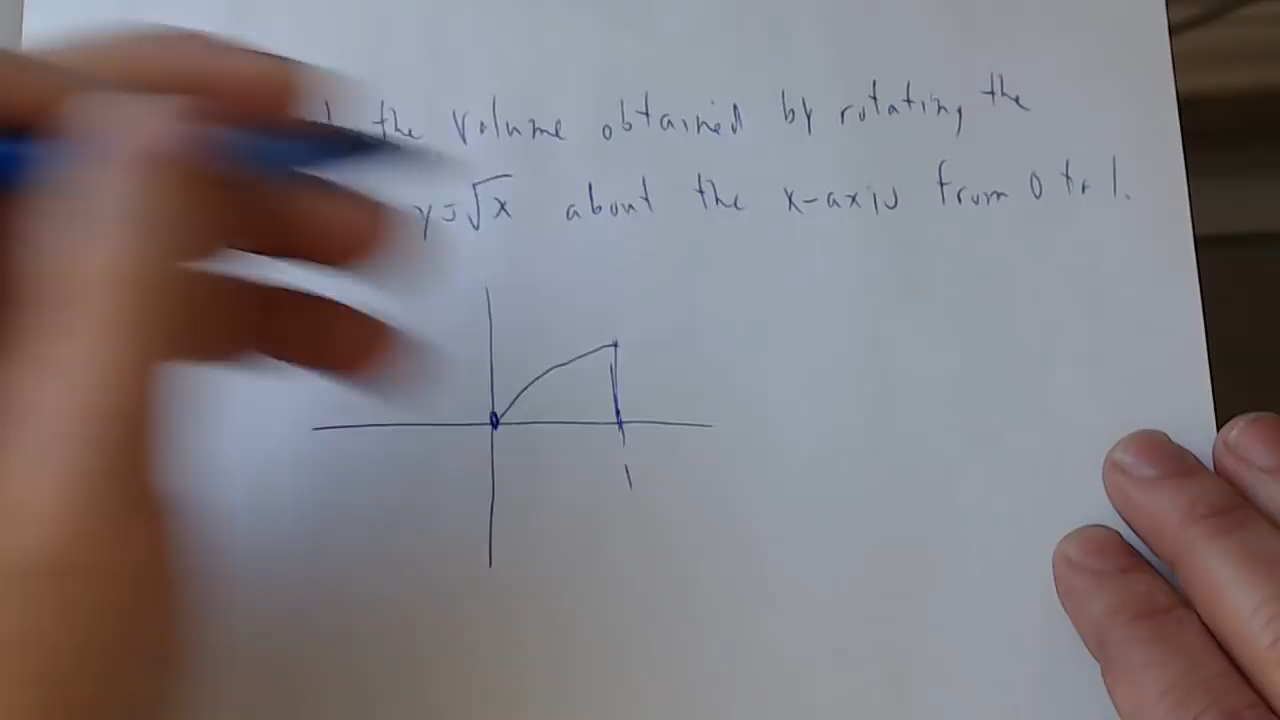 the volume obtained by rotating the
y=√x about the x-axis from 0 to 1.
1